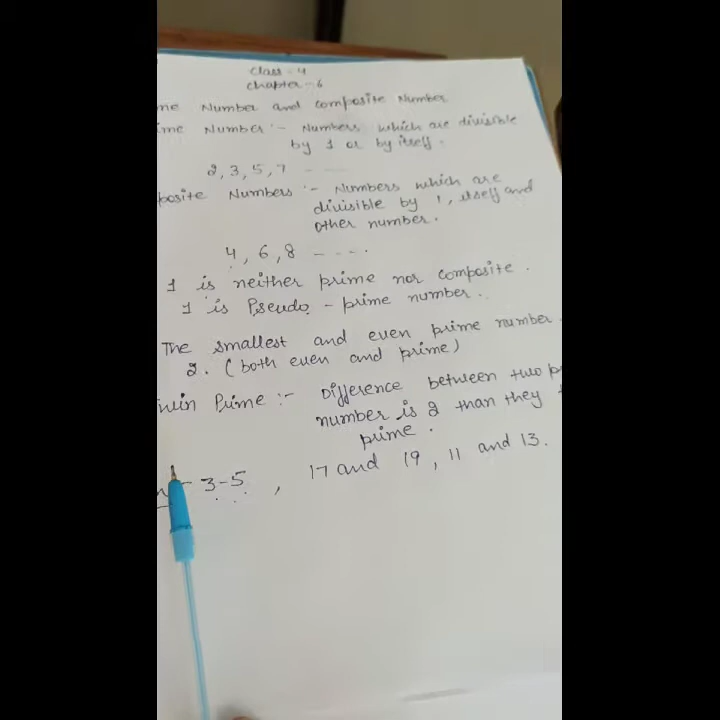 Class - 4
Chapter - 6
me Number and Composite Number
ime Number :- Numbers which are divisible
by 1 or by itself.
2, 3, 5, 7 - - - -
posite Numbers :- Numbers which are
divisible by 1, itself and
other number.
4, 6, 8 - - - -.
1 is neither prime nor composite.
1 is Pseudo - prime number.
The smallest and even prime number
2. (both even and prime)
win Prime :- Difference between two p
number is 2 than they t
prime.
3-5, 17 and 19, 11 and 13.